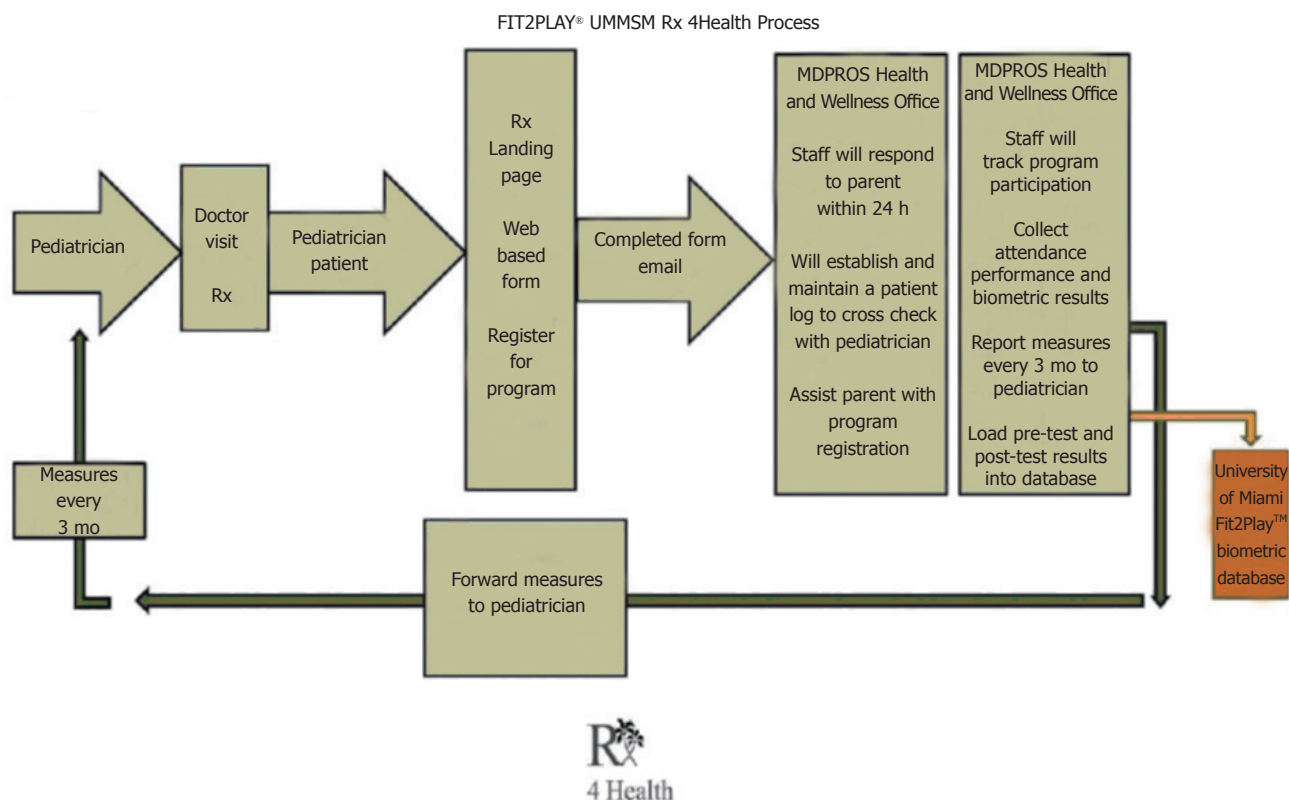 FIT2PLAY® UMMSM Rx 4Health Process
Pediatrician
Doctor
visit
Rx
Pediatrician
patient
Rx
Landing
page
Web
based
form
Register
for
program
Completed form
email
MDPROS Health
and Wellness Office
Staff will respond
to parent
within 24 h
Will establish and
maintain a patient
log to cross check
with pediatrician
Assist parent with
program
registration
MDPROS Health
and Wellness Office
Staff will
track program
participation
Collect
attendance
performance and
biometric results
Report measures
every 3 mo to
pediatrician
Load pre-test and
post-test results
into database
University
of Miami
Fit2Play™
biometric
database
Measures
every
3 mo
Forward measures
to pediatrician
Rx
4 Health